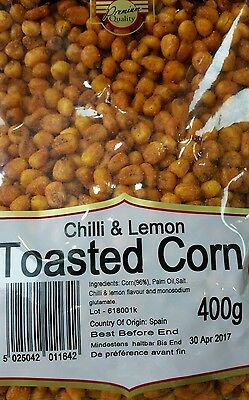 Premium
Quality
Chilli & Lemon
Toasted Corn
Ingredients: Corn(96%), Palm Oil,Salt.
Chilli & lemon flavour and monosodium
glutamate.
Lot - 618001k
400g
Country Of Origin: Spain
Best Before End
Mindestens haltbar Bis End
30 Apr 2017
De préférence avant fin
5 025042 011642